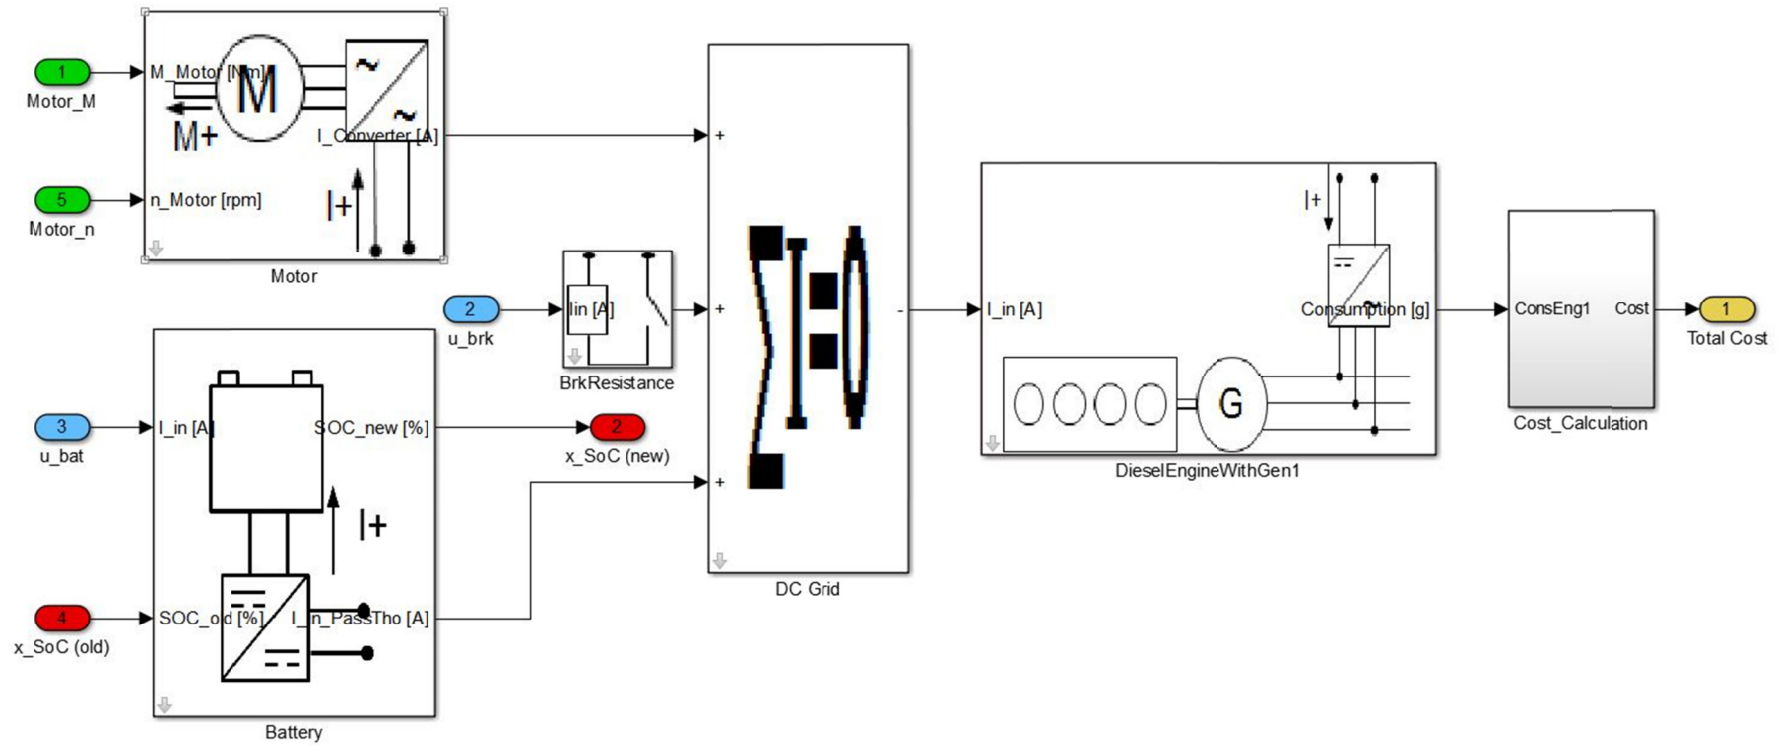 1
Motor_M
5
Motor_n
M_Motor [Nm]
M
M+
~
~
I_Converter [A]
n_Motor [rpm]
I+
Motor
2
u_brk
Iin [A]
BrkResistance
3
u_bat
I_in [A]
SOC_new [%]
2
x_SoC (new)
I+
4
x_SoC (old)
SOC_old [%]
I_in_PassTho [A]
Battery
+
+
+
-
DC Grid
I_in [A]
I+
~
Consumption [g]
G
DieselEngineWithGen1
ConsEng1
Cost
Cost_Calculation
1
Total Cost